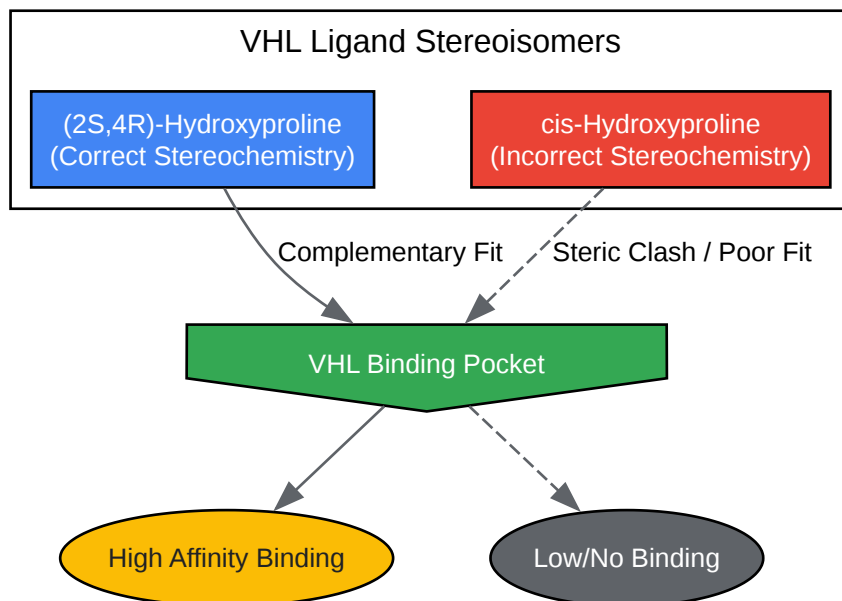 VHL Ligand Stereoisomers
(2S,4R)-Hydroxyproline
(Correct Stereochemistry)
cis-Hydroxyproline
(Incorrect Stereochemistry)
Complementary Fit
Steric Clash / Poor Fit
VHL Binding Pocket
High Affinity Binding
Low/No Binding